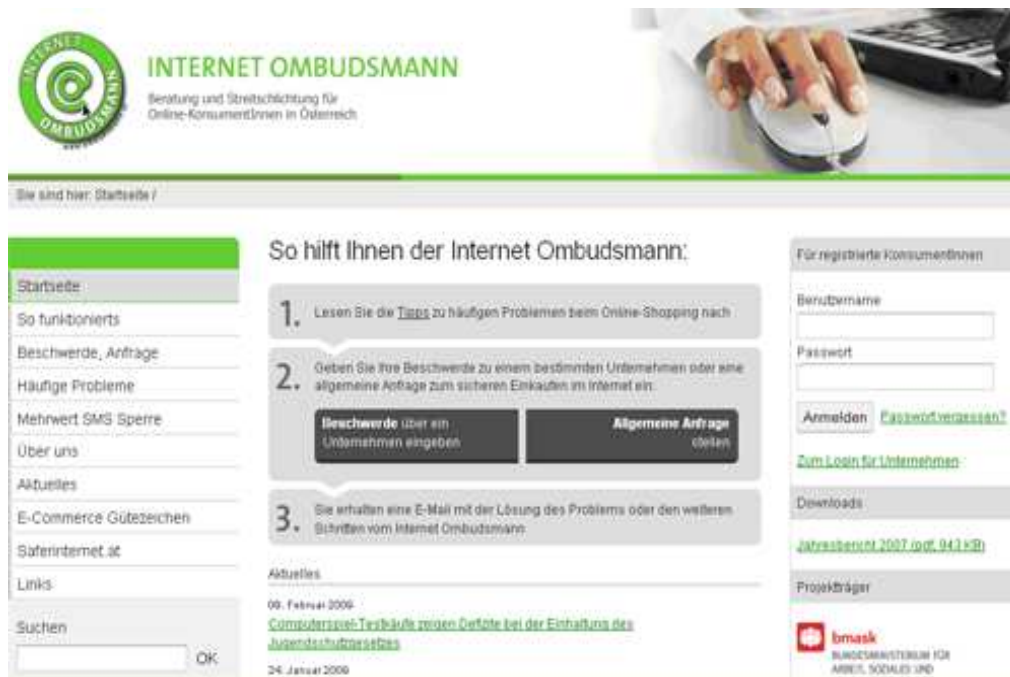 INTERNET OMBUDSMANN
INTERNET OMBUDSMANN
Beratung und Streitschlichtung für
Online-KonsumentInnen in Österreich
Sie sind hier: Startseite /
Startseite
So funktionierts
Beschwerde, Anfrage
Häufige Probleme
Mehrwert SMS Sperre
Über uns
Aktuelles
E-Commerce Gütezeichen
Saferinternet.at
Links
Suchen
OK
So hilft Ihnen der Internet Ombudsmann:
1. Lesen Sie die Tipps zu häufigen Problemen beim Online-Shopping nach
2. Geben Sie Ihre Beschwerde zu einem bestimmten Unternehmen oder eine
allgemeine Anfrage zum sicheren Einkaufen im Internet ein:
Beschwerde über ein
Unternehmen eingeben
Allgemeine Anfrage
stellen
3. Sie erhalten eine E-Mail mit der Lösung des Problems oder den weiteren
Schritten vom Internet Ombudsmann
Aktuelles
09. Februar 2009
Computerspiel-Testkäufe zeigen Defizite bei der Einhaltung des
Jugendschutzgesetzes
24. Januar 2009
Für registrierte KonsumentInnen
Benutzername
Passwort
Anmelden Passwort vergessen?
Zum Login für Unternehmen
Downloads
Jahresbericht 2007 (pdf, 943 KB)
Projektträger
bmask
BUNDESMINISTERIUM FÜR
ARBEIT, SOZIALES UND